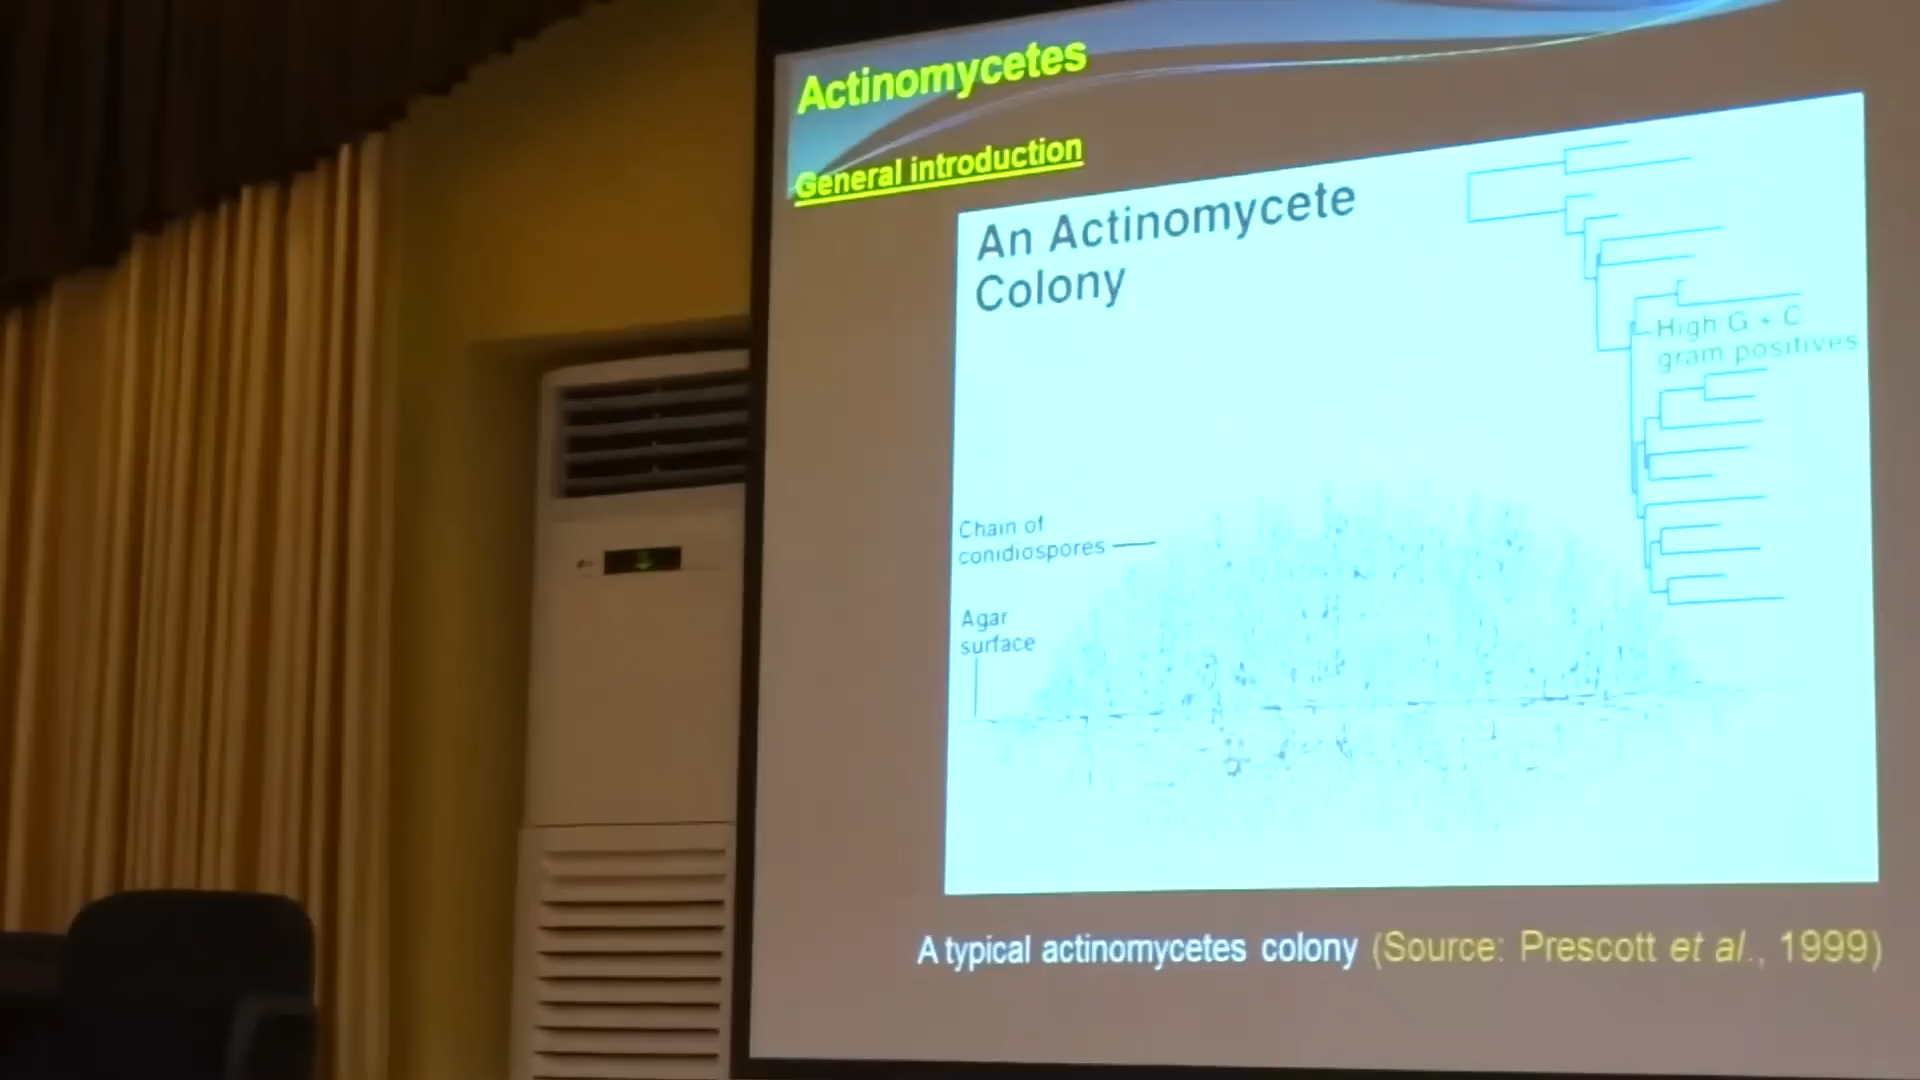 Actinomycetes
General introduction
An Actinomycete
Colony
High G + C
gram positives
Chain of
conidiospores
Agar
surface
A typical actinomycetes colony (Source: Prescott et al., 1999)